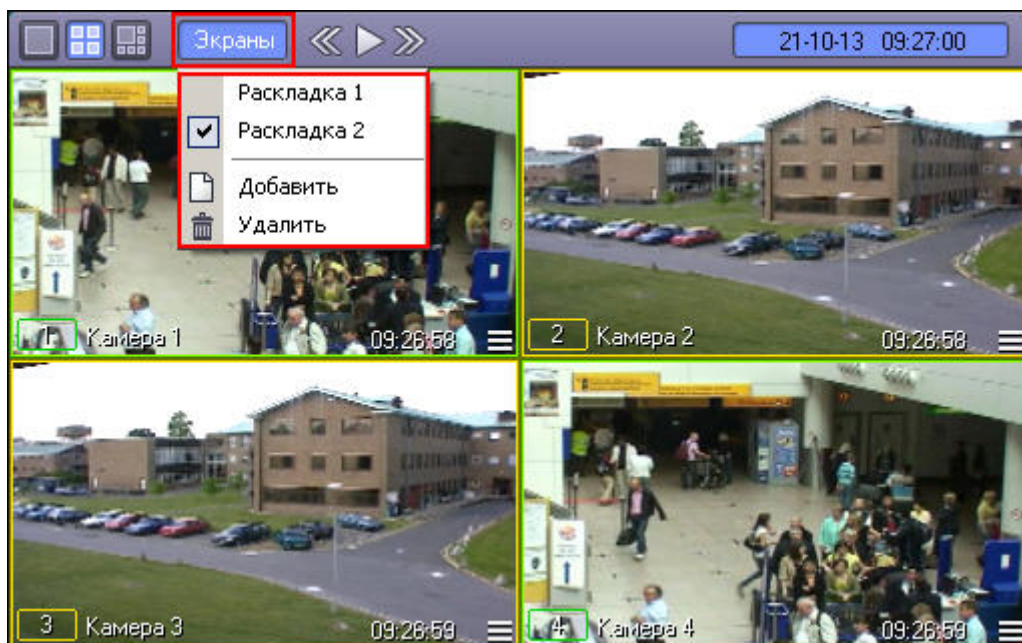 Экраны
21-10-13 09:27:00
Раскладка 1
Раскладка 2
Добавить
Удалить
1 Камера 1 09:26:58
2 Камера 2 09:26:58
3 Камера 3 09:26:59
4 Камера 4 09:26:59